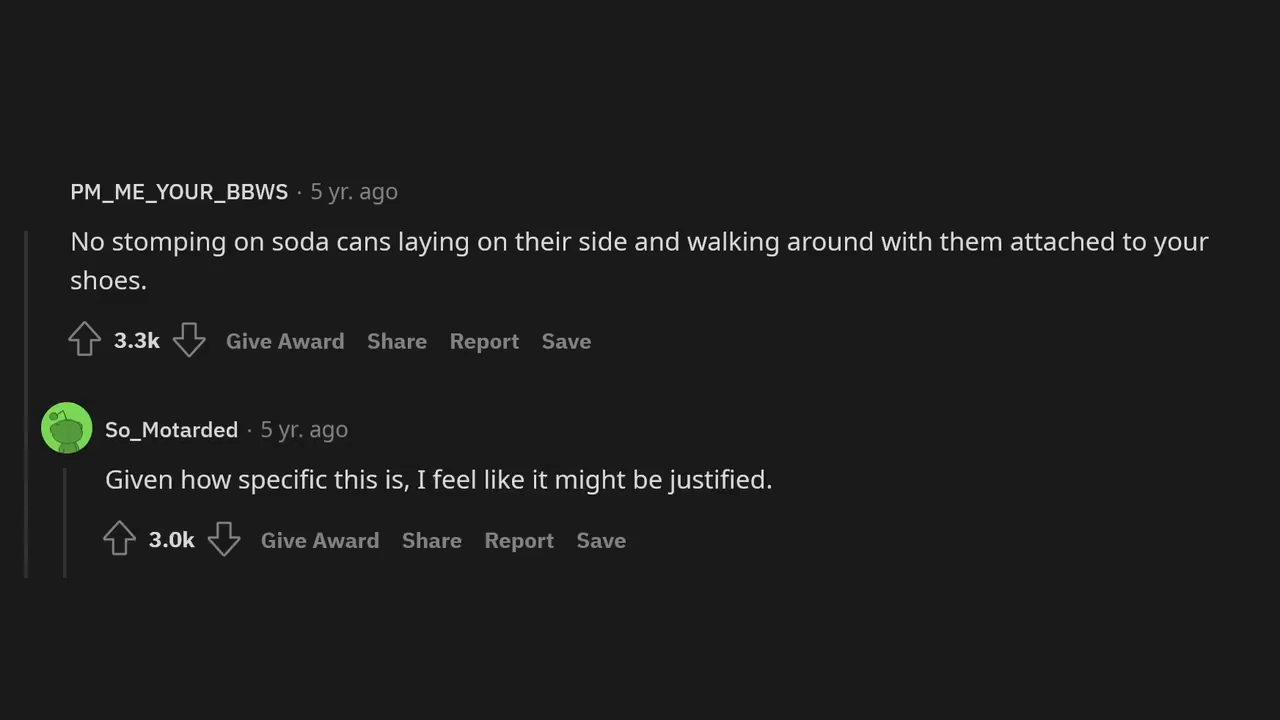 PM_ME_YOUR_BBWS · 5 yr. ago
No stomping on soda cans laying on their side and walking around with them attached to your
shoes.
3.3k Give Award Share Report Save
So_Motarded · 5 yr. ago
Given how specific this is, I feel like it might be justified.
3.0k Give Award Share Report Save